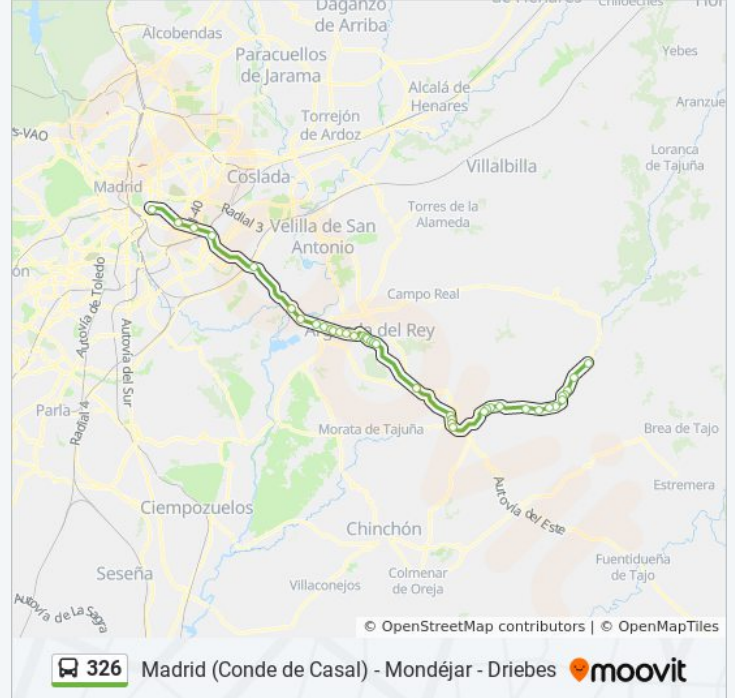 Daganzo
de Arriba
Alcobendas
Paracuellos
de Jarama
Yebes
Alcalá de
Henares
Aranzue
Torrejón
de Ardoz
s-VAO
Loranca
de Tajuña
Villalbilla
Coslada
Madrid
Torres de la
Alameda
-40
Radial 3
Velilla de San
Antonio
ón
Autovía de Toledo
Campo Real
Autovía del Sur
del Rey
Parla
Radial 4
Morata de Tajuña
Brea de Tajo
Estremera
Autovía del Este
Ciempozuelos
Chinchón
Fuentidueña
de Tajo
Seseña
Colmenar
de Oreja
Villaconejos
Autovía de La Sagra
© OpenStreetMap contributors | © OpenMapTiles
326 Madrid (Conde de Casal) - Mondéjar - Driebes moovit